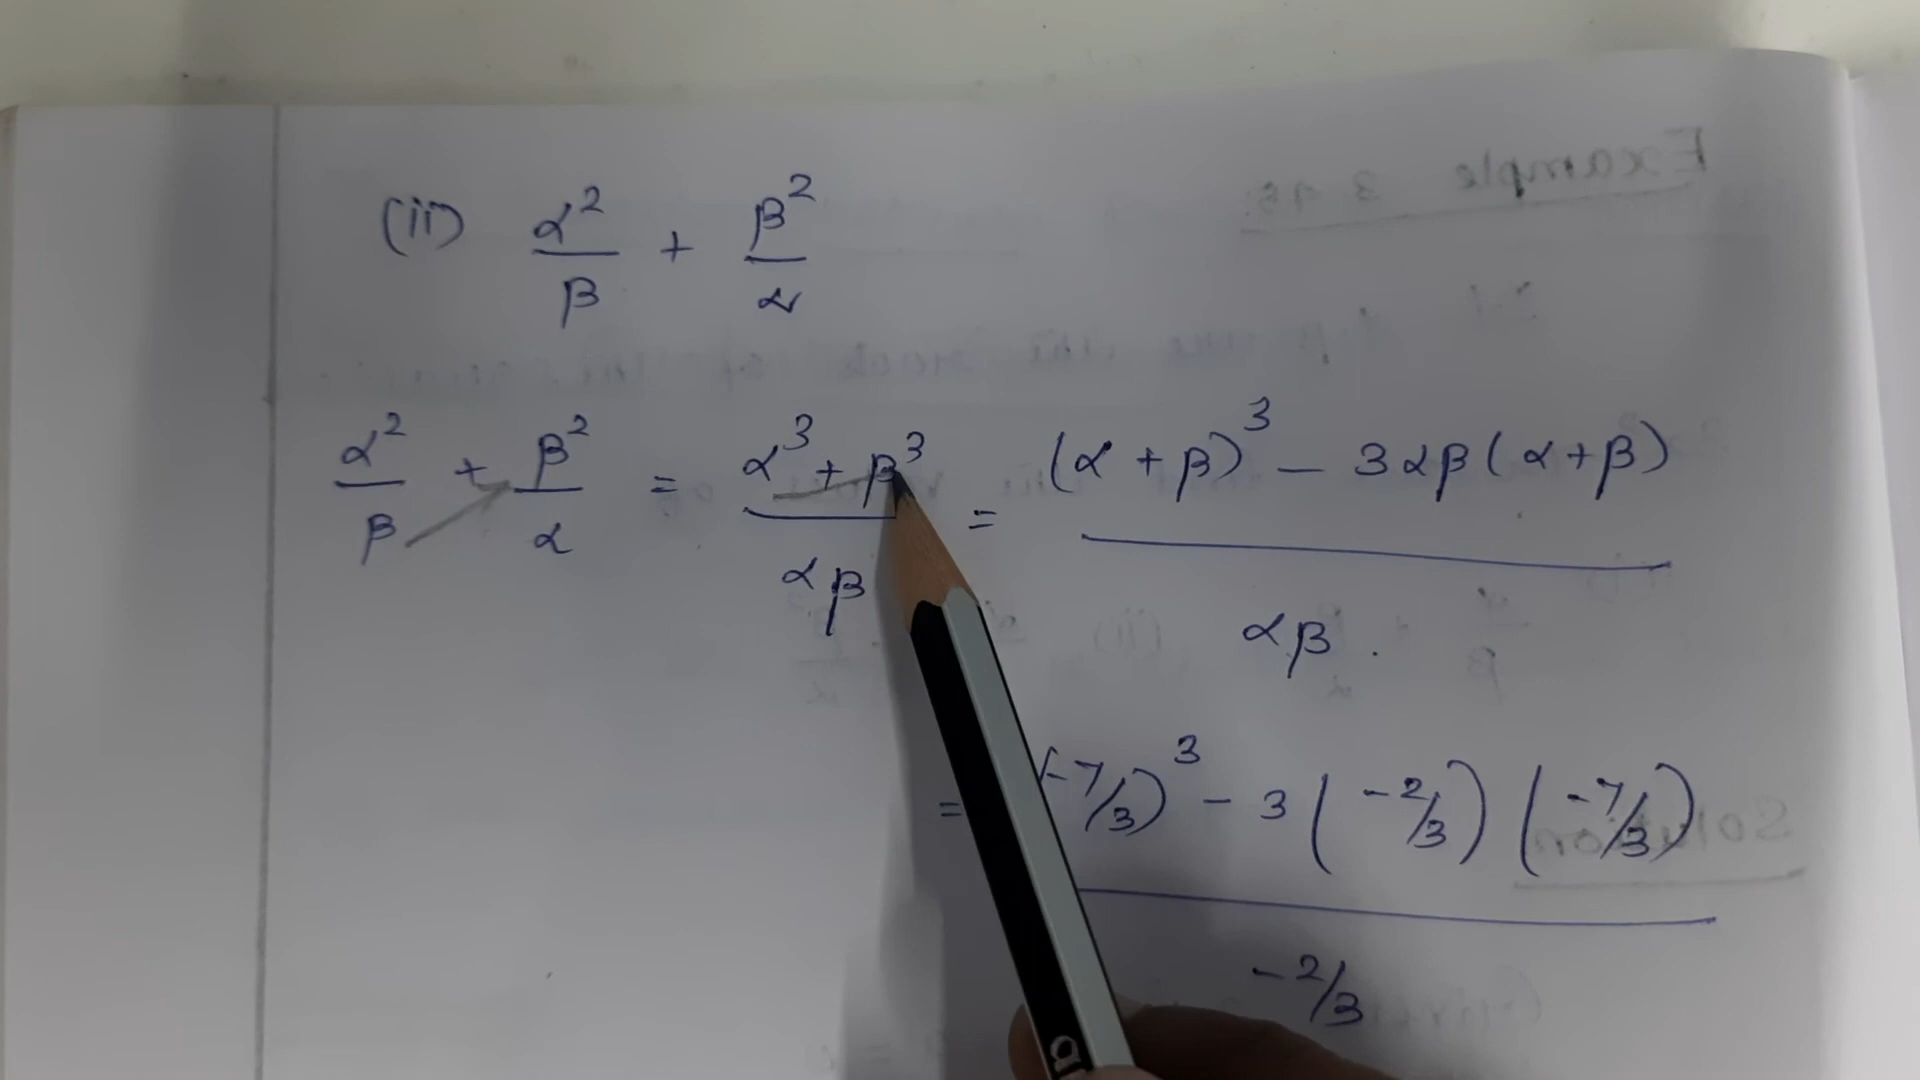 (ii) α²/β + β²/α
α²/β + β²/α = α³ + β³/αβ = (α + β)³ − 3αβ(α+β)/αβ .
= (-7/3)³ − 3(-2/3)(-7/3)/-2/3